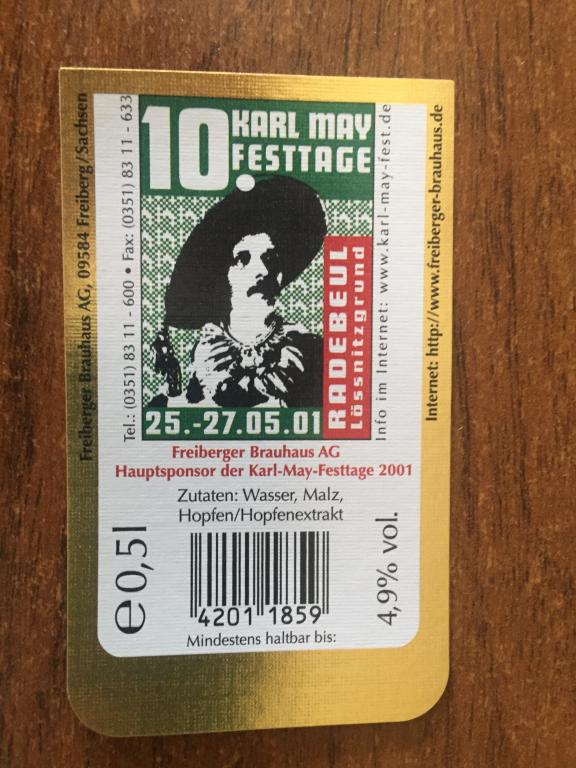 Freiberger Brauhaus AG, 09584 Freiberg/Sachsen
Tel.: (0351) 83 11 - 600 • Fax: (0351) 83 11 - 633
10. KARL MAY
FESTTAGE
RADEBEUL
Lössnitzgrund
25.-27.05.01
Info im Internet: www.karl-may-fest.de
Internet: http://www.freiberger-brauhaus.de
Freiberger Brauhaus AG
Hauptsponsor der Karl-May-Festtage 2001
Zutaten: Wasser, Malz,
Hopfen/Hopfenextrakt
e 0,5l
4,9% vol.
4201 1859
Mindestens haltbar bis: